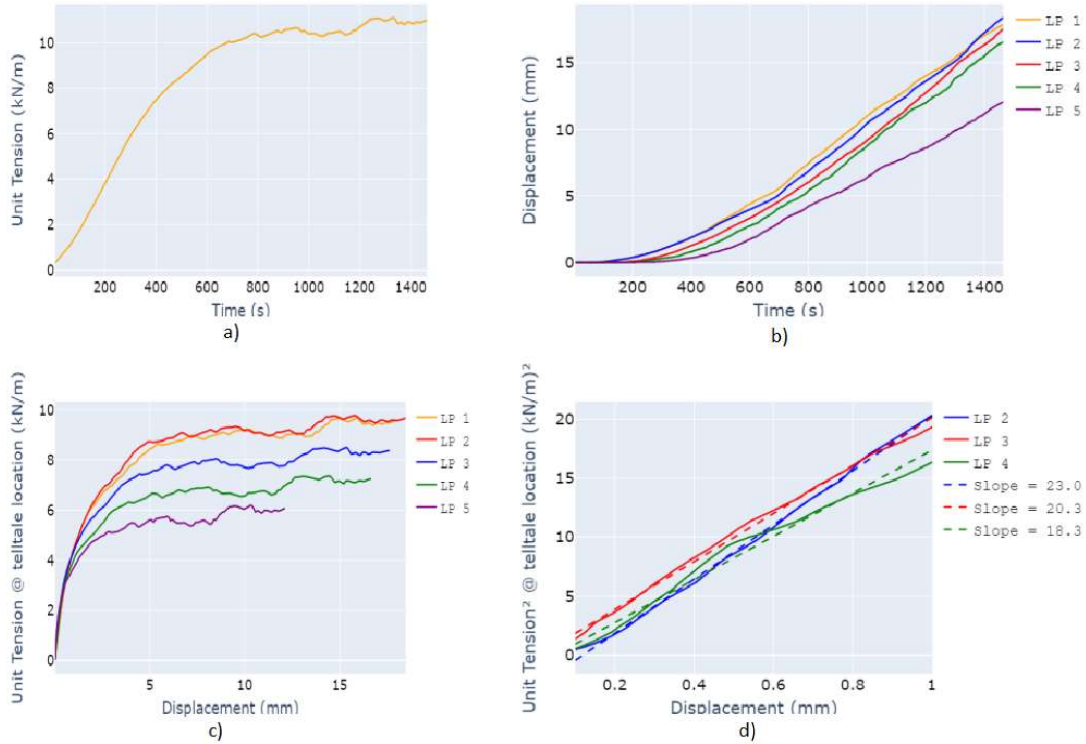 Unit Tension (kN/m)
10
8
6
4
2
0
200 400 600 800 1000 1200 1400
Time (s)
a)
Displacement (mm)
15
10
5
0
200 400 600 800 1000 1200 1400
Time (s)
b)
LP 1
LP 2
LP 3
LP 4
LP 5
Unit Tension @ telltale location (kN/m)
10
8
6
4
2
0
5 10 15
Displacement (mm)
c)
LP 1
LP 2
LP 3
LP 4
LP 5
Unit Tension² @ telltale location (kN/m)²
20
15
10
5
0
0.2 0.4 0.6 0.8 1
Displacement (mm)
d)
LP 2
LP 3
LP 4
Slope = 23.0
Slope = 20.3
Slope = 18.3